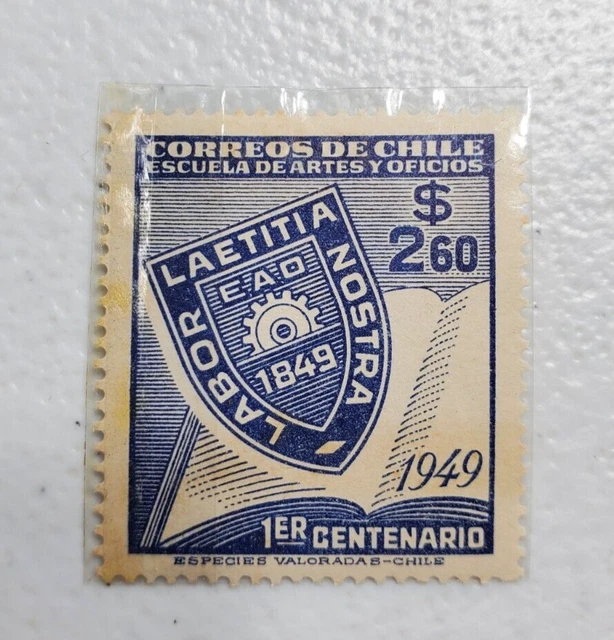 CORREOS DE CHILE
ESCUELA DE ARTES Y OFICIOS
$
2.60
LABOR LAETITIA NOSTRA
E A O
1849
1949
1ER CENTENARIO
ESPECIES VALORADAS-CHILE